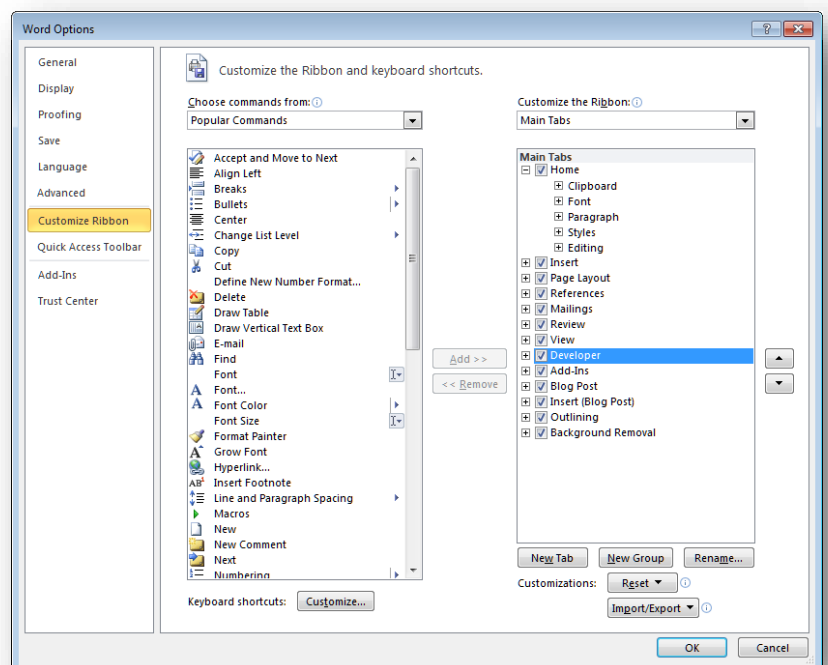 Word Options
General
Display
Proofing
Save
Language
Advanced
Customize Ribbon
Quick Access Toolbar
Add-Ins
Trust Center
Customize the Ribbon and keyboard shortcuts.
Choose commands from:
Popular Commands
Accept and Move to Next
Align Left
Breaks
Bullets
Center
Change List Level
Copy
Cut
Define New Number Format...
Delete
Draw Table
Draw Vertical Text Box
E-mail
Find
Font
Font...
Font Color
Font Size
Format Painter
Grow Font
Hyperlink...
Insert Footnote
Line and Paragraph Spacing
Macros
New
New Comment
Next
Numbering
Keyboard shortcuts: Customize...
Add >>
<< Remove
Customize the Ribbon:
Main Tabs
Main Tabs
Home
Clipboard
Font
Paragraph
Styles
Editing
Insert
Page Layout
References
Mailings
Review
View
Developer
Add-Ins
Blog Post
Insert (Blog Post)
Outlining
Background Removal
New Tab New Group Rename...
Customizations: Reset
Import/Export
OK Cancel